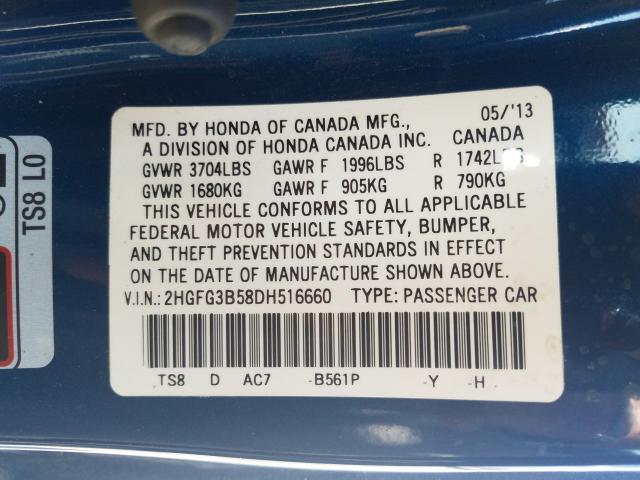 05/'13
MFD. BY HONDA OF CANADA MFG.,
A DIVISION OF HONDA CANADA INC. CANADA
GVWR 3704LBS GAWR F 1996LBS R 1742LBS
GVWR 1680KG GAWR F 905KG R 790KG
THIS VEHICLE CONFORMS TO ALL APPLICABLE
FEDERAL MOTOR VEHICLE SAFETY, BUMPER,
AND THEFT PREVENTION STANDARDS IN EFFECT
ON THE DATE OF MANUFACTURE SHOWN ABOVE.
V.I.N.: 2HGFG3B58DH516660 TYPE: PASSENGER CAR
TS8 D AC7 -B561P -Y -H-
TS8 L0